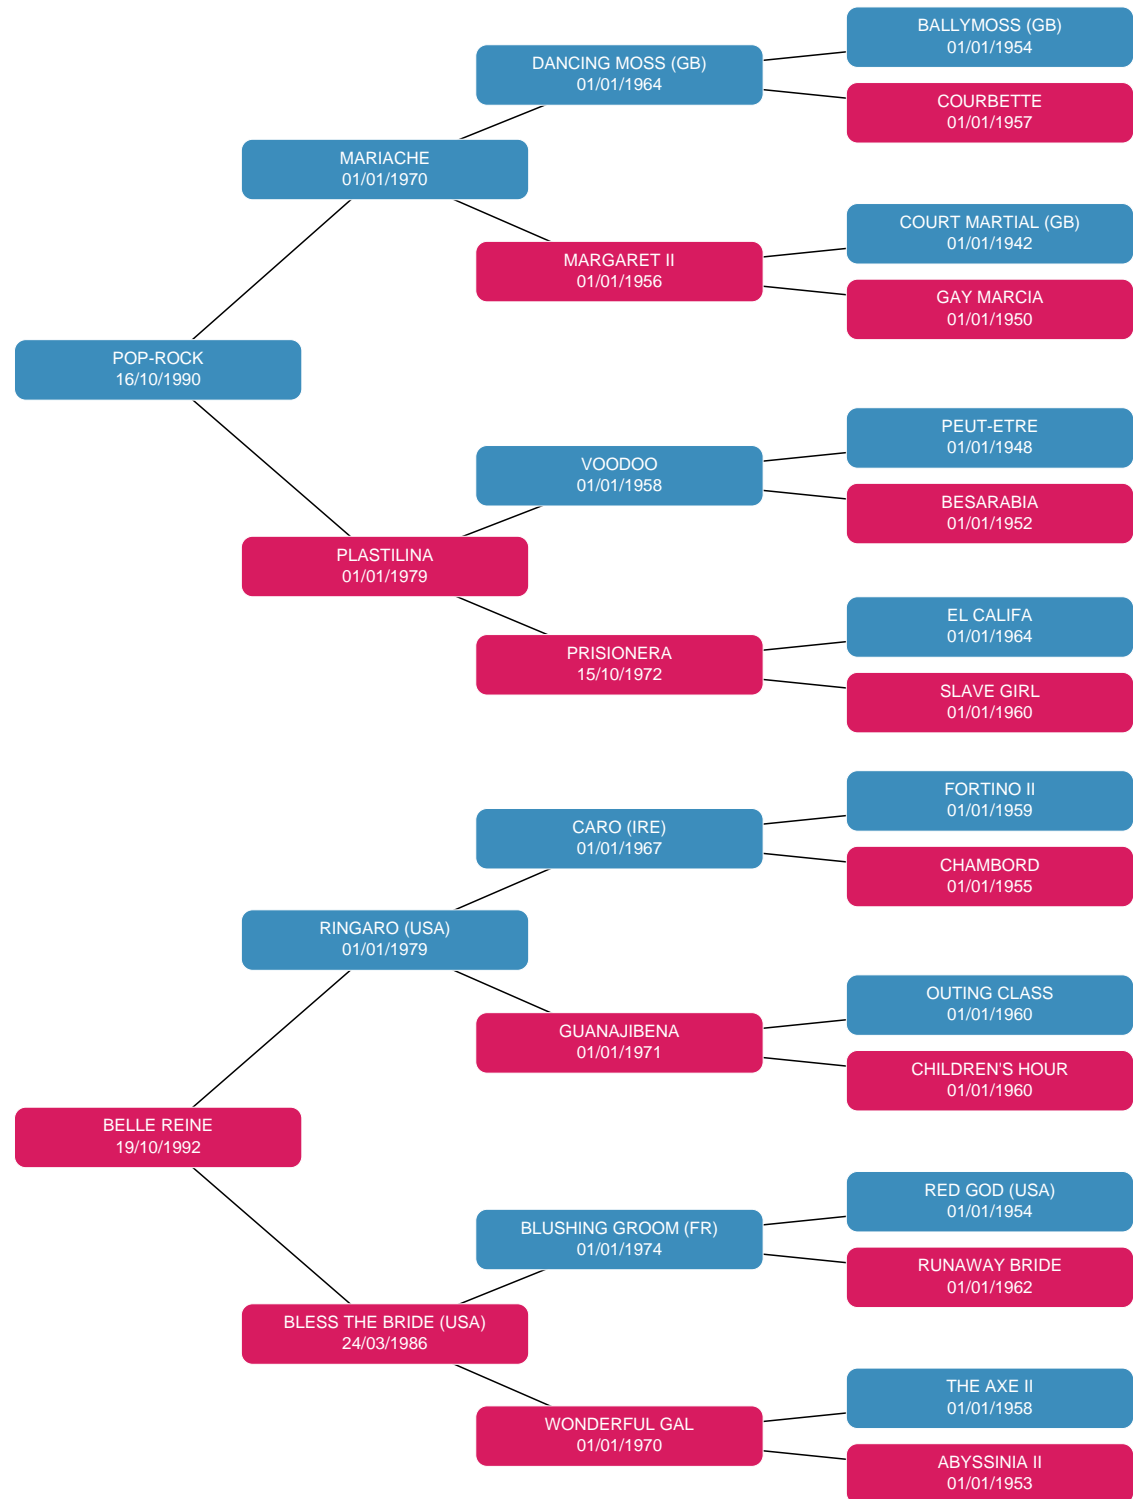 BALLYMOSS (GB)
01/01/1954
DANCING MOSS (GB)
01/01/1964
COURBETTE
01/01/1957
MARIACHE
01/01/1970
COURT MARTIAL (GB)
01/01/1942
MARGARET II
01/01/1956
GAY MARCIA
01/01/1950
POP-ROCK
16/10/1990
PEUT-ETRE
01/01/1948
VOODOO
01/01/1958
BESARABIA
01/01/1952
PLASTILINA
01/01/1979
EL CALIFA
01/01/1964
PRISIONERA
15/10/1972
SLAVE GIRL
01/01/1960
FORTINO II
01/01/1959
CARO (IRE)
01/01/1967
CHAMBORD
01/01/1955
RINGARO (USA)
01/01/1979
OUTING CLASS
01/01/1960
GUANAJIBENA
01/01/1971
CHILDREN'S HOUR
01/01/1960
BELLE REINE
19/10/1992
RED GOD (USA)
01/01/1954
BLUSHING GROOM (FR)
01/01/1974
RUNAWAY BRIDE
01/01/1962
BLESS THE BRIDE (USA)
24/03/1986
THE AXE II
01/01/1958
WONDERFUL GAL
01/01/1970
ABYSSINIA II
01/01/1953